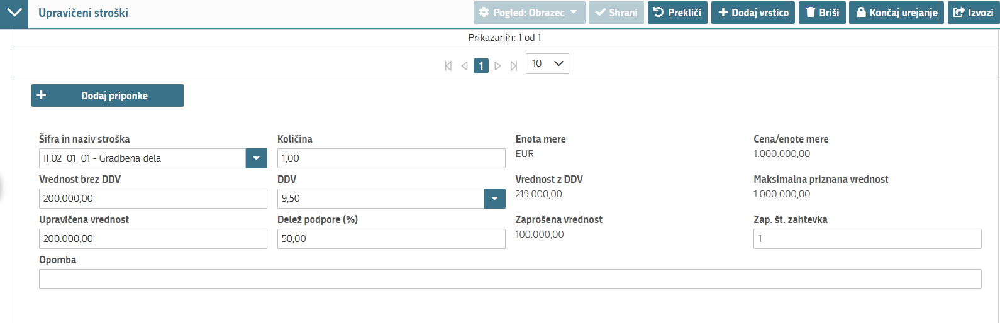 Upravičeni stroški
Pogled: Obrazec
Shrani
Prekliči
Dodaj vrstico
Briši
Končaj urejanje
Izvozi
Prikazanih: 1 od 1
1
10
Dodaj priponke
Šifra in naziv stroška
Količina
Enota mere
Cena/enote mere
II.02_01_01 - Gradbena dela
1,00
EUR
1.000.000,00
Vrednost brez DDV
DDV
Vrednost z DDV
Maksimalna priznana vrednost
200.000,00
9,50
219.000,00
1.000.000,00
Upravičena vrednost
Delež podpore (%)
Zaprošena vrednost
Zap. št. zahtevka
200.000,00
50,00
100.000,00
1
Opomba